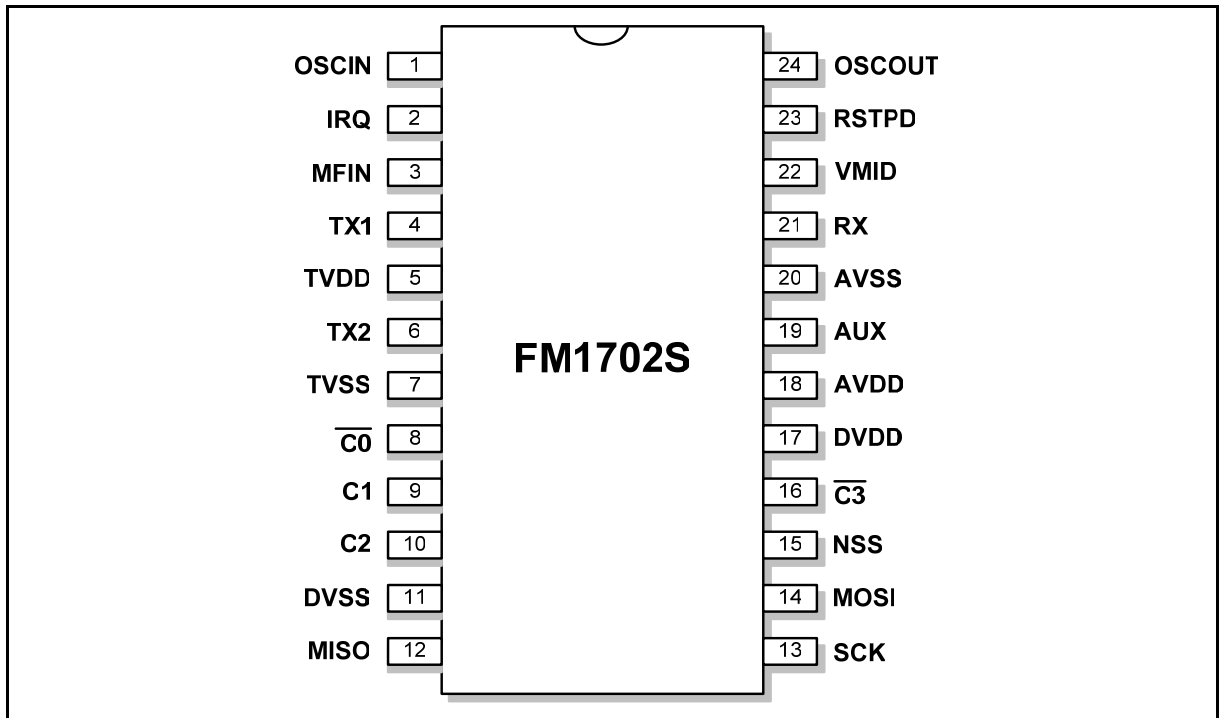 OSCIN 1 24 OSCOUT
IRQ 2 23 RSTPD
MFIN 3 22 VMID
TX1 4 21 RX
TVDD 5 20 AVSS
TX2 6 19 AUX
FM1702S
TVSS 7 18 AVDD
C̅0̅ 8 17 DVDD
C1 9 16 C̅3̅
C2 10 15 NSS
DVSS 11 14 MOSI
MISO 12 13 SCK